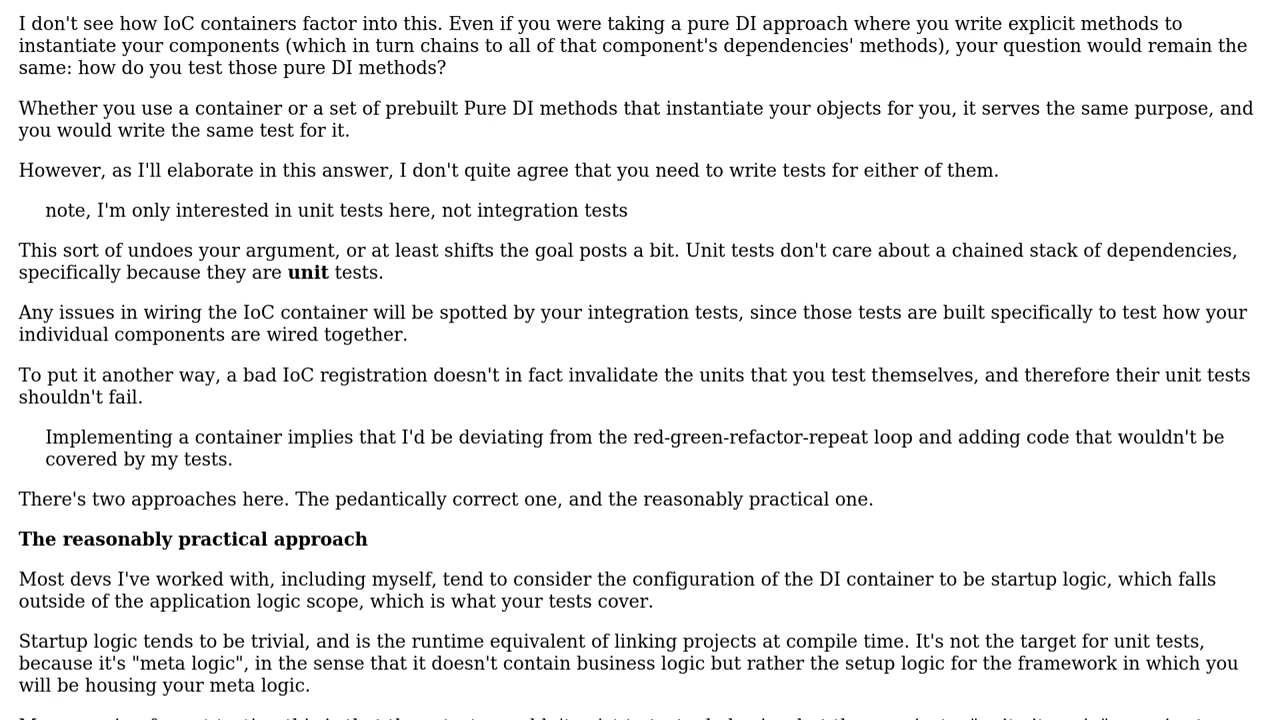 I don't see how IoC containers factor into this. Even if you were taking a pure DI approach where you write explicit methods to
instantiate your components (which in turn chains to all of that component's dependencies' methods), your question would remain the
same: how do you test those pure DI methods?
Whether you use a container or a set of prebuilt Pure DI methods that instantiate your objects for you, it serves the same purpose, and
you would write the same test for it.
However, as I'll elaborate in this answer, I don't quite agree that you need to write tests for either of them.
note, I'm only interested in unit tests here, not integration tests
This sort of undoes your argument, or at least shifts the goal posts a bit. Unit tests don't care about a chained stack of dependencies,
specifically because they are unit tests.
Any issues in wiring the IoC container will be spotted by your integration tests, since those tests are built specifically to test how your
individual components are wired together.
To put it another way, a bad IoC registration doesn't in fact invalidate the units that you test themselves, and therefore their unit tests
shouldn't fail.
Implementing a container implies that I'd be deviating from the red-green-refactor-repeat loop and adding code that wouldn't be
covered by my tests.
There's two approaches here. The pedantically correct one, and the reasonably practical one.
The reasonably practical approach
Most devs I've worked with, including myself, tend to consider the configuration of the DI container to be startup logic, which falls
outside of the application logic scope, which is what your tests cover.
Startup logic tends to be trivial, and is the runtime equivalent of linking projects at compile time. It's not the target for unit tests,
because it's "meta logic", in the sense that it doesn't contain business logic but rather the setup logic for the framework in which you
will be housing your meta logic.